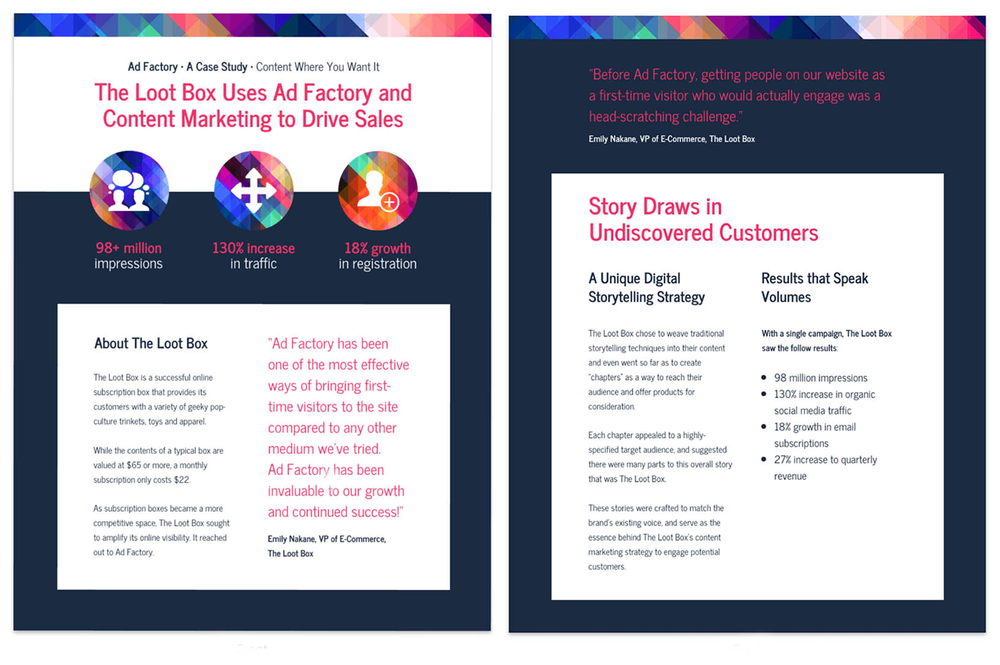 Ad Factory · A Case Study · Content Where You Want It
The Loot Box Uses Ad Factory and
Content Marketing to Drive Sales
98+ million
impressions
130% increase
in traffic
18% growth
in registration
About The Loot Box
The Loot Box is a successful online
subscription box that provides its
customers with a variety of geeky pop-
culture trinkets, toys and apparel.
While the contents of a typical box are
valued at $65 or more, a monthly
subscription only costs $22.
As subscription boxes became a more
competitive space, The Loot Box sought
to amplify its online visibility. It reached
out to Ad Factory.
"Ad Factory has been
one of the most effective
ways of bringing first-
time visitors to the site
compared to any other
medium we've tried.
Ad Factory has been
invaluable to our growth
and continued success!"
Emily Nakane, VP of E-Commerce,
The Loot Box
"Before Ad Factory, getting people on our website as
a first-time visitor who would actually engage was a
head-scratching challenge."
Emily Nakane, VP of E-Commerce, The Loot Box
Story Draws in
Undiscovered Customers
A Unique Digital
Storytelling Strategy
The Loot Box chose to weave traditional
storytelling techniques into their content
and even went so far as to create
"chapters" as a way to reach their
audience and offer products for
consideration.
Each chapter appealed to a highly-
specified target audience, and suggested
there were many parts to this overall story
that was The Loot Box.
These stories were crafted to match the
brand's existing voice, and serve as the
essence behind The Loot Box's content
marketing strategy to engage potential
customers.
Results that Speak
Volumes
With a single campaign, The Loot Box
saw the follow results:
• 98 million impressions
• 130% increase in organic
social media traffic
• 18% growth in email
subscriptions
• 27% increase to quarterly
revenue